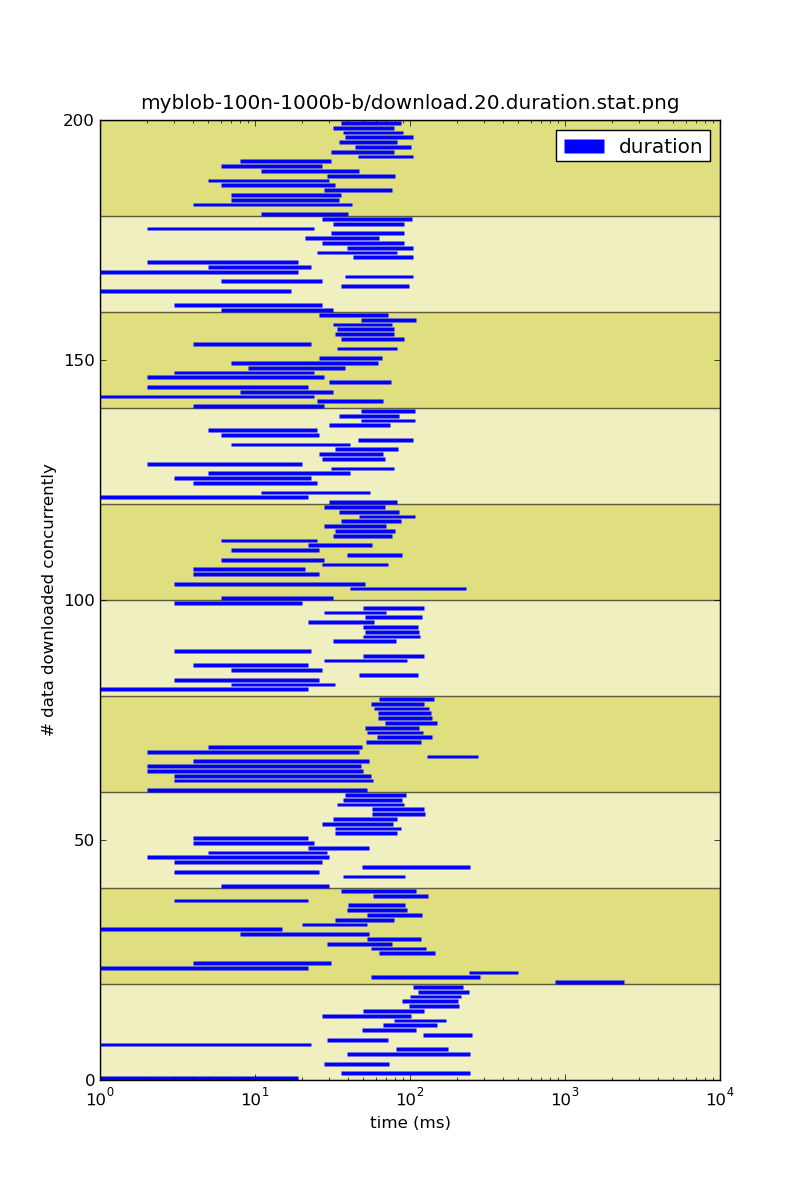 myblob-100n-1000b-b/download.20.duration.stat.png
duration
200
150
100
50
0
# data downloaded concurrently
10^0 10^1 10^2 10^3 10^4
time (ms)